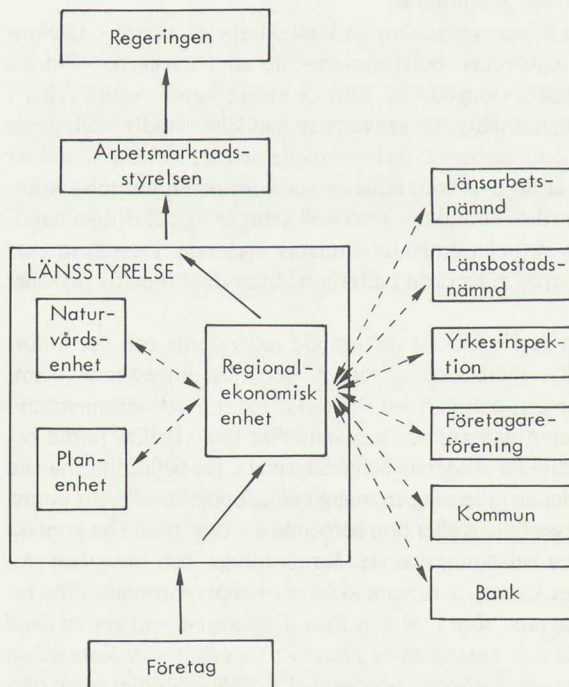 Regeringen
Arbetsmarknads-
styrelsen
LÄNSSTYRELSE
Natur-
vårds-
enhet
Regional-
ekonomisk
enhet
Plan-
enhet
Företag
Länsarbets-
nämnd
Länsbostads-
nämnd
Yrkesinspek-
tion
Företagare-
förening
Kommun
Bank